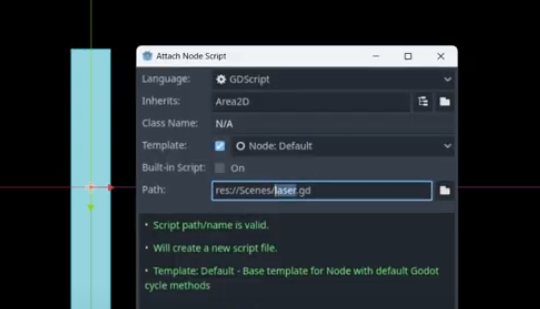 Attach Node Script
Language: GDScript
Inherits: Area2D
Class Name: N/A
Template: Node: Default
Built-in Script: On
Path: res://Scenes/laser.gd
• Script path/name is valid.
• Will create a new script file.
• Template: Default - Base template for Node with default Godot
cycle methods